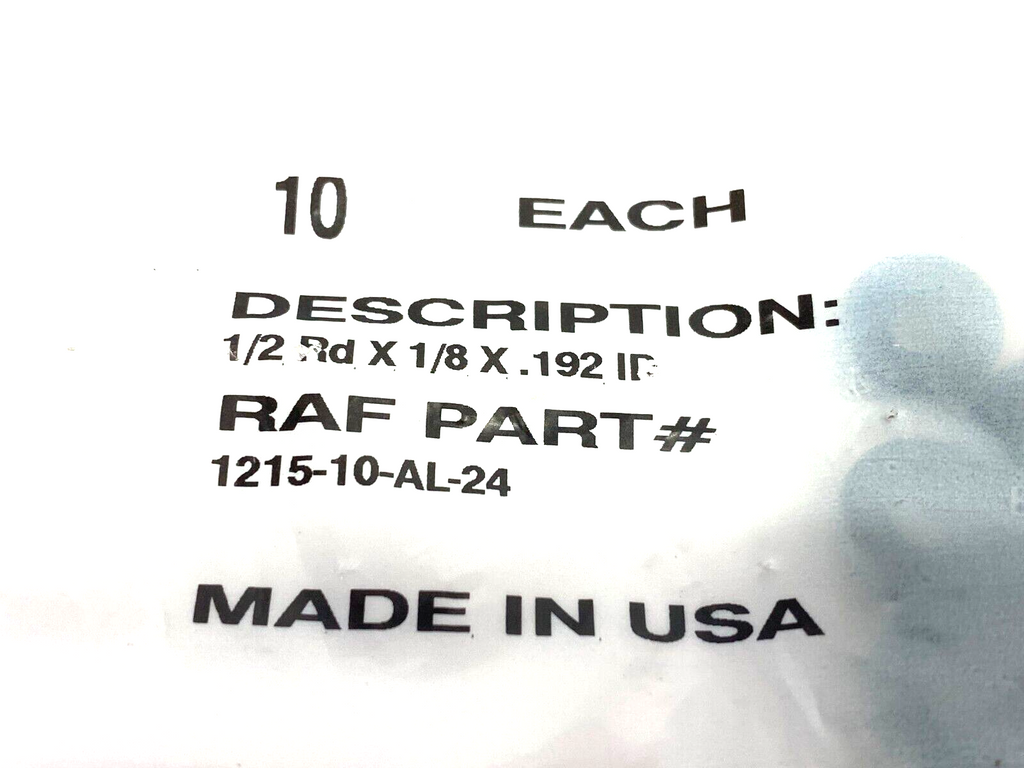 10 EACH
DESCRIPTION:
1/2 Rd X 1/8 X .192 ID
RAF PART#
1215-10-AL-24
MADE IN USA